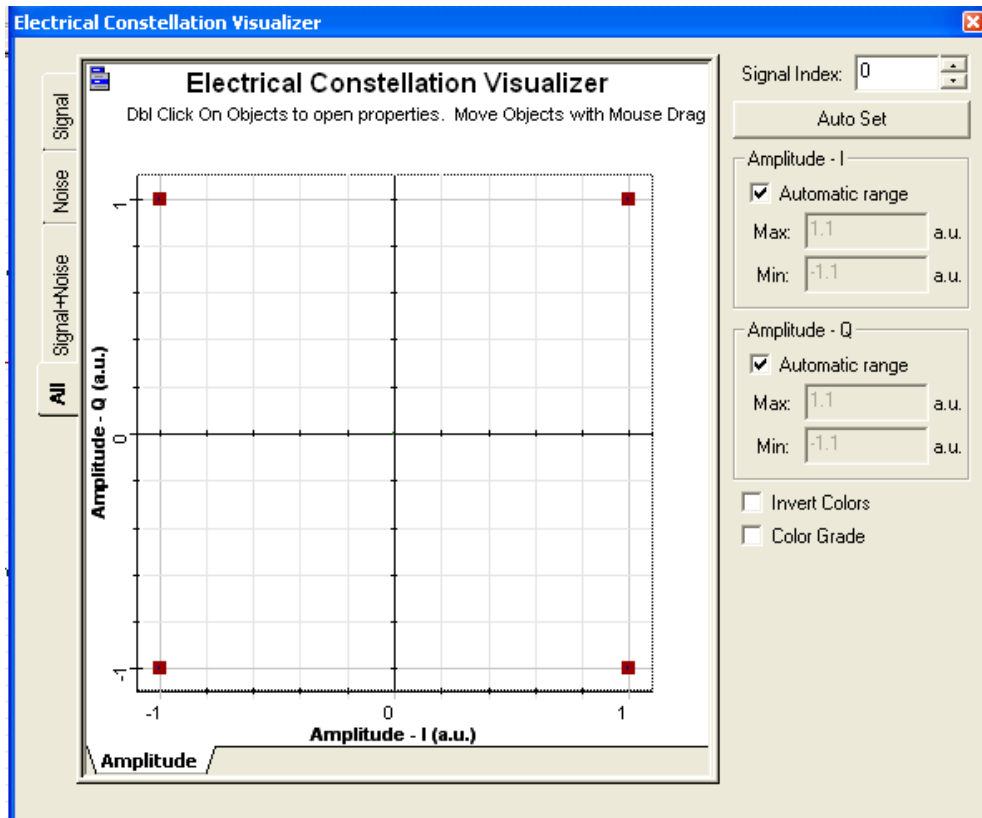 Electrical Constellation Visualizer
Signal
Noise
Signal+Noise
All
Electrical Constellation Visualizer
Dbl Click On Objects to open properties.  Move Objects with Mouse Drag
Amplitude - Q (a.u.)
1
0
-1
-1
0
1
Amplitude - I (a.u.)
Amplitude
Signal Index: 0
Auto Set
Amplitude - I
Automatic range
Max: 1.1 a.u.
Min: -1.1 a.u.
Amplitude - Q
Automatic range
Max: 1.1 a.u.
Min: -1.1 a.u.
Invert Colors
Color Grade